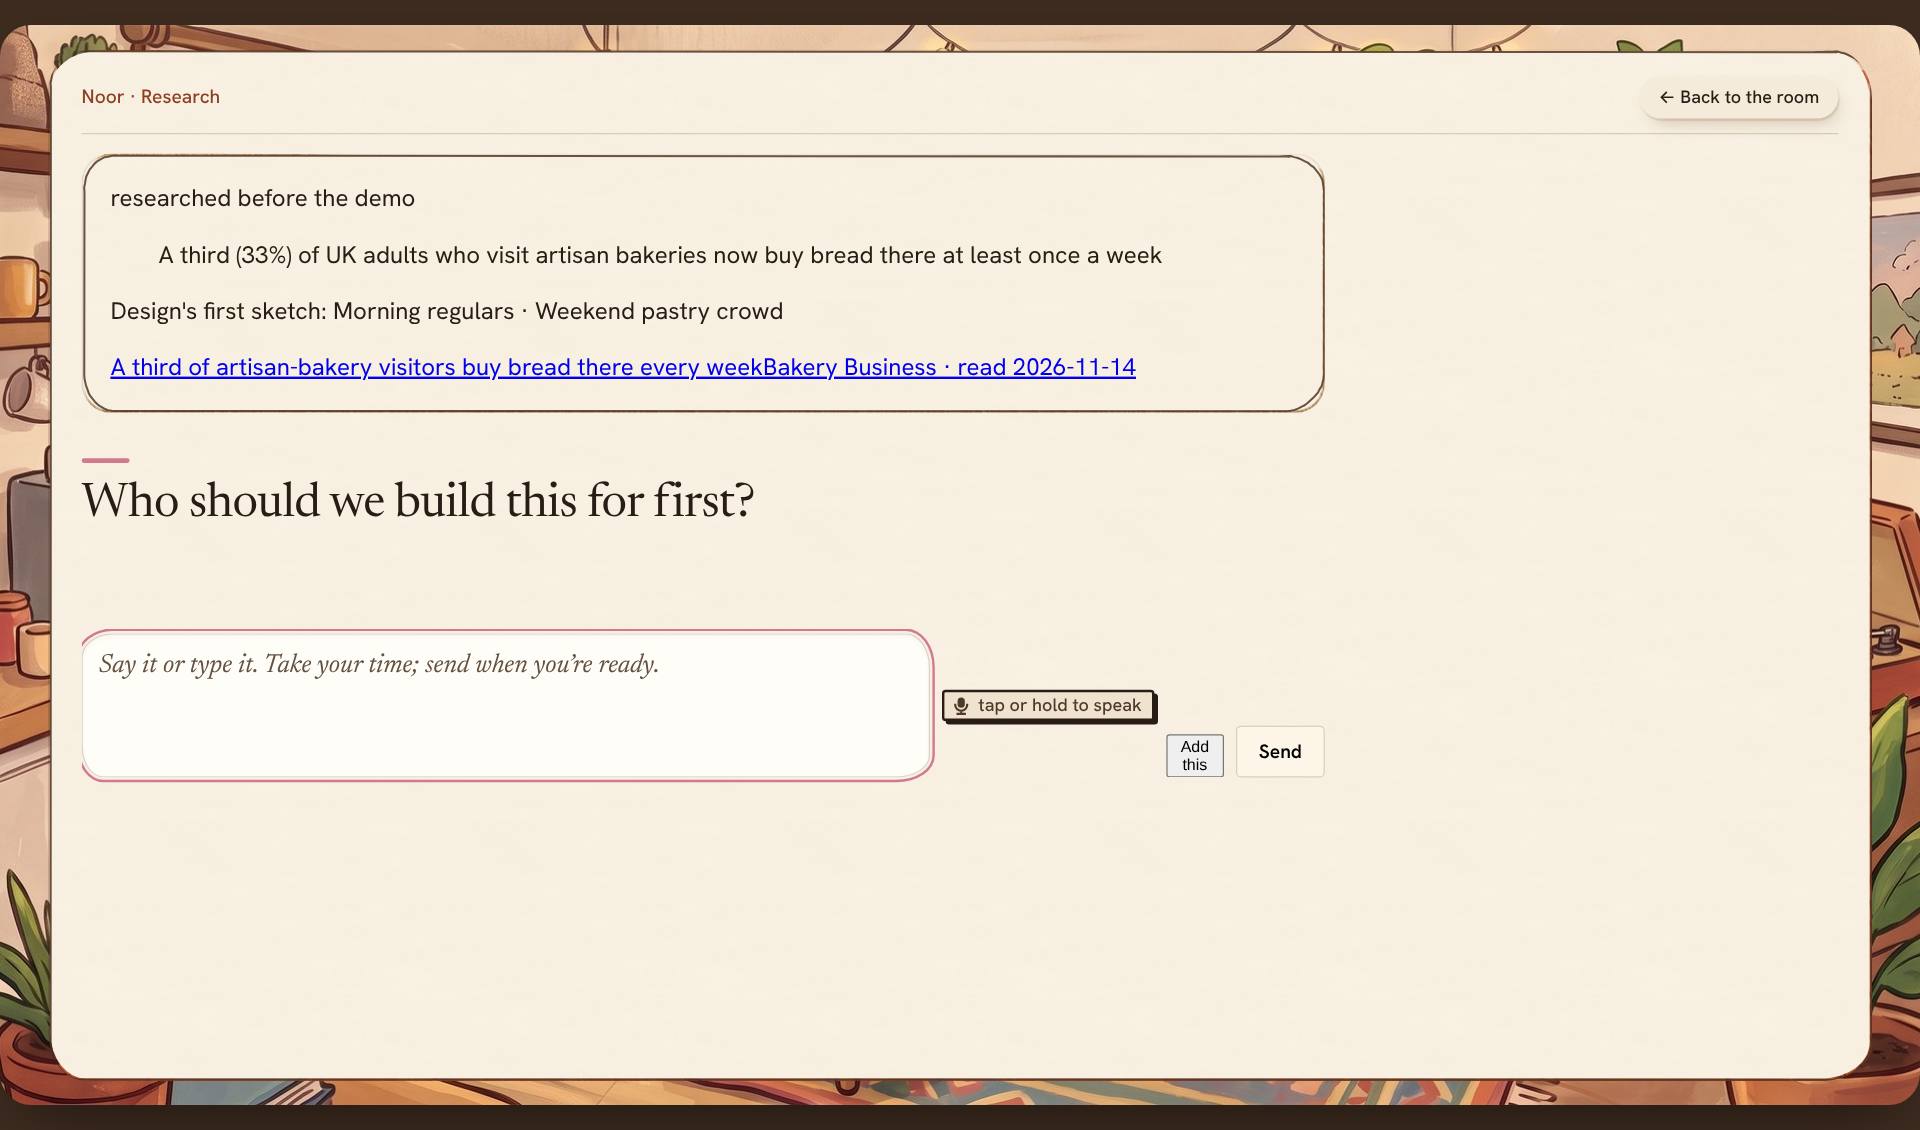 Noor · Research
← Back to the room
researched before the demo
A third (33%) of UK adults who visit artisan bakeries now buy bread there at least once a week
Design's first sketch: Morning regulars · Weekend pastry crowd
A third of artisan-bakery visitors buy bread there every weekBakery Business · read 2026-11-14
Who should we build this for first?
Say it or type it. Take your time; send when you’re ready.
tap or hold to speak
Add
this
Send